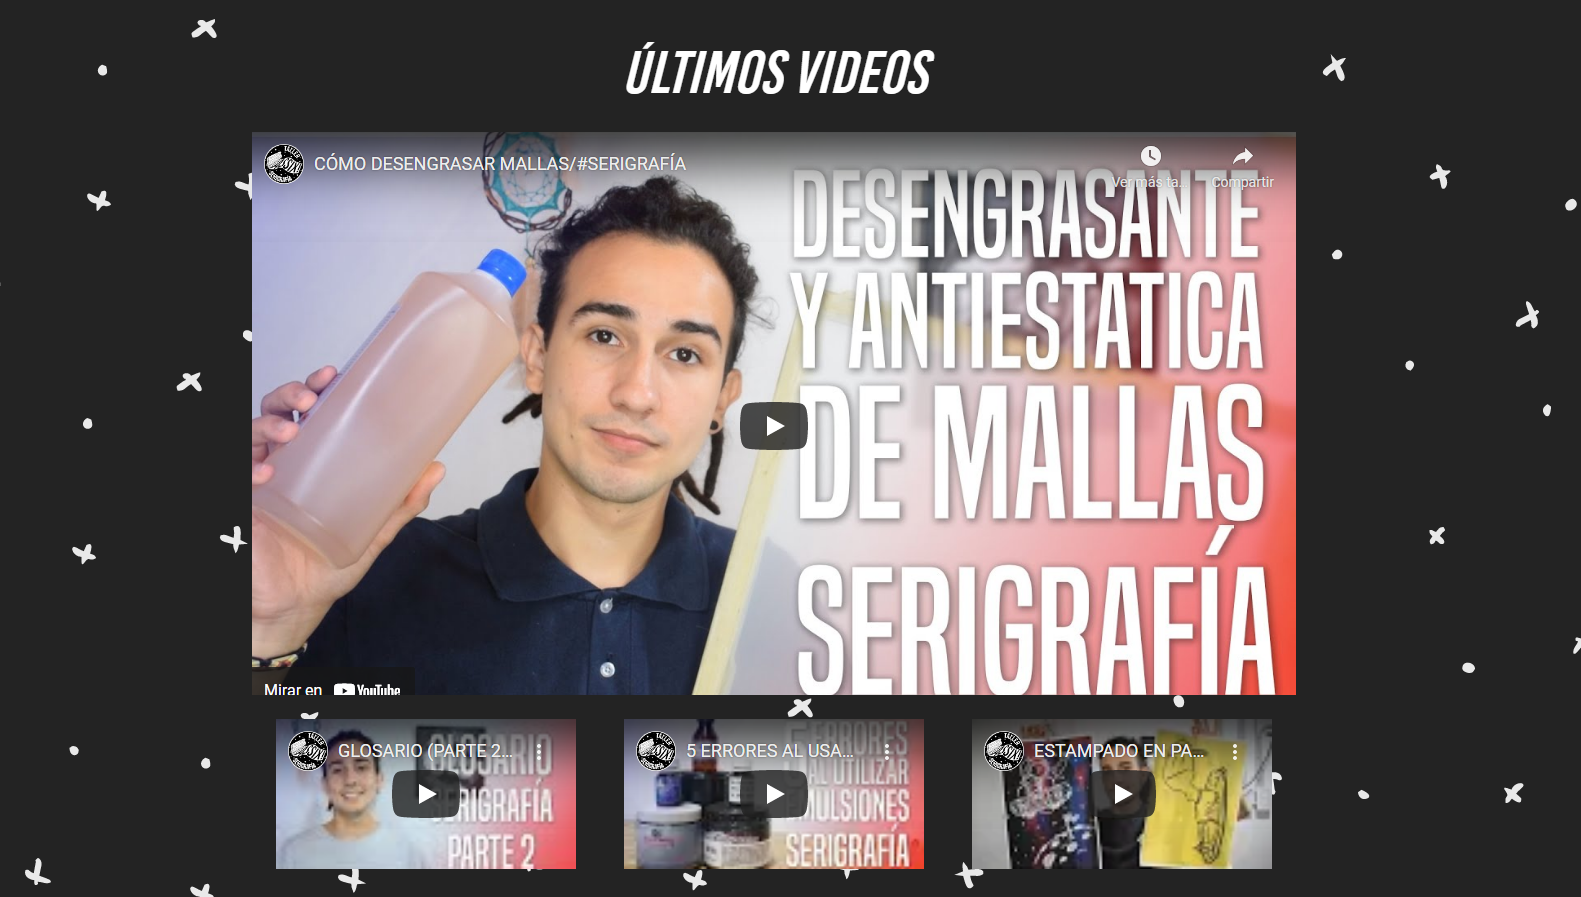 ÚLTIMOS VIDEOS
CÓMO DESENGRASAR MALLAS/#SERIGRAFÍA
Ver más ta...
Compartir
DESENGRASANTE
Y ANTIESTATICA
DE MALLAS
SERIGRAFÍA
Mirar en YouTube
GLOSARIO (PARTE 2...
GLOSARIO
SERIGRAFÍA
PARTE 2
5 ERRORES AL USA...
5 ERRORES
AL UTILIZAR
EMULSIONES
SERIGRAFÍA
ESTAMPADO EN PA...